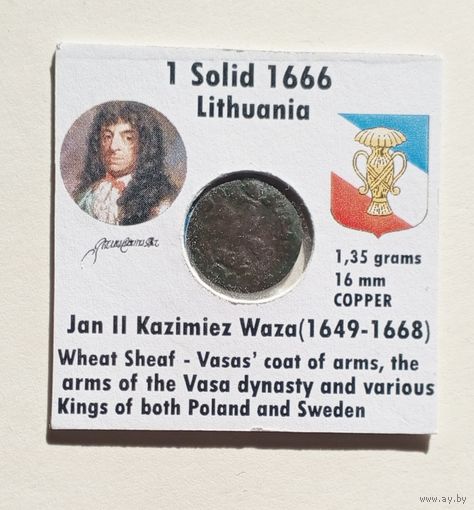 1 Solid 1666
Lithuania
1,35 grams
16 mm
COPPER
Jan II Kazimiez Waza(1649-1668)
Wheat Sheaf - Vasas' coat of arms, the
arms of the Vasa dynasty and various
Kings of both Poland and Sweden
www.ay.by